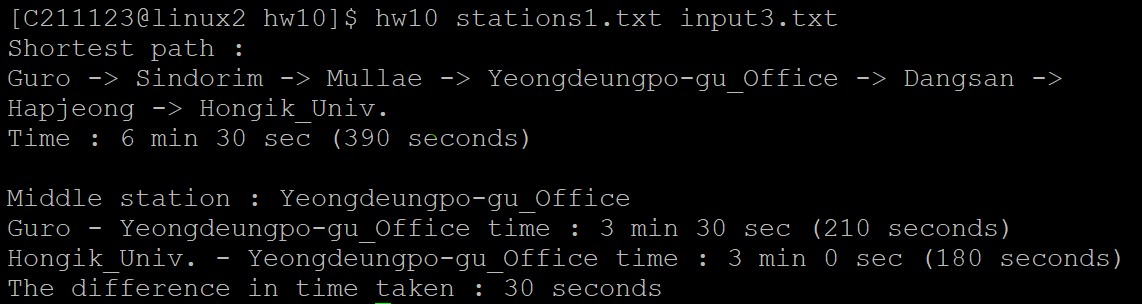 [C211123@linux2 hw10]$ hw10 stations1.txt input3.txt
Shortest path :
Guro -> Sindorim -> Mullae -> Yeongdeungpo-gu_Office -> Dangsan ->
Hapjeong -> Hongik_Univ.
Time : 6 min 30 sec (390 seconds)

Middle station : Yeongdeungpo-gu_Office
Guro - Yeongdeungpo-gu_Office time : 3 min 30 sec (210 seconds)
Hongik_Univ. - Yeongdeungpo-gu_Office time : 3 min 0 sec (180 seconds)
The difference in time taken : 30 seconds